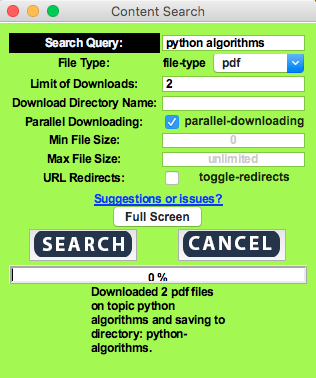 Content Search
Search Query: python algorithms
File Type: file-type pdf
Limit of Downloads: 2
Download Directory Name:
Parallel Downloading: parallel-downloading
Min File Size: 0
Max File Size: unlimited
URL Redirects: toggle-redirects
Suggestions or issues?
Full Screen
SEARCH CANCEL
0 %
Downloaded 2 pdf files
on topic python
algorithms and saving to
directory: python-
algorithms.